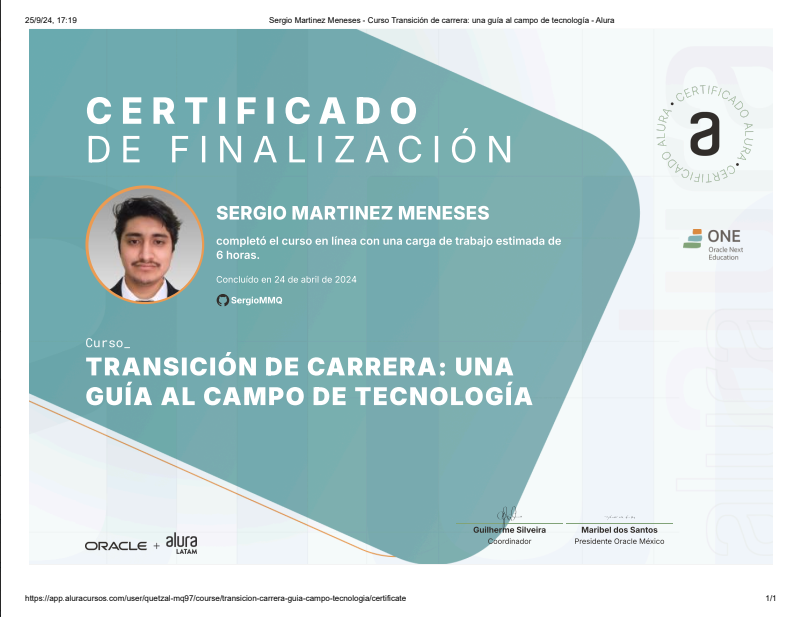 25/9/24, 17:19
Sergio Martinez Meneses - Curso Transición de carrera: una guía al campo de tecnología - Alura
CERTIFICADO
DE FINALIZACIÓN
CERTIFICADO ALURA • CERTIFICADO ALURA •
a
SERGIO MARTINEZ MENESES
completó el curso en línea con una carga de trabajo estimada de
6 horas.
Concluído en 24 de abril de 2024
SergioMMQ
ONE
Oracle Next
Education
Curso_
TRANSICIÓN DE CARRERA: UNA
GUÍA AL CAMPO DE TECNOLOGÍA
ORACLE + alura
LATAM
Guilherme Silveira
Coordinador
Maribel dos Santos
Presidente Oracle México
https://app.aluracursos.com/user/quetzal-mq97/course/transicion-carrera-guia-campo-tecnologia/certificate
1/1